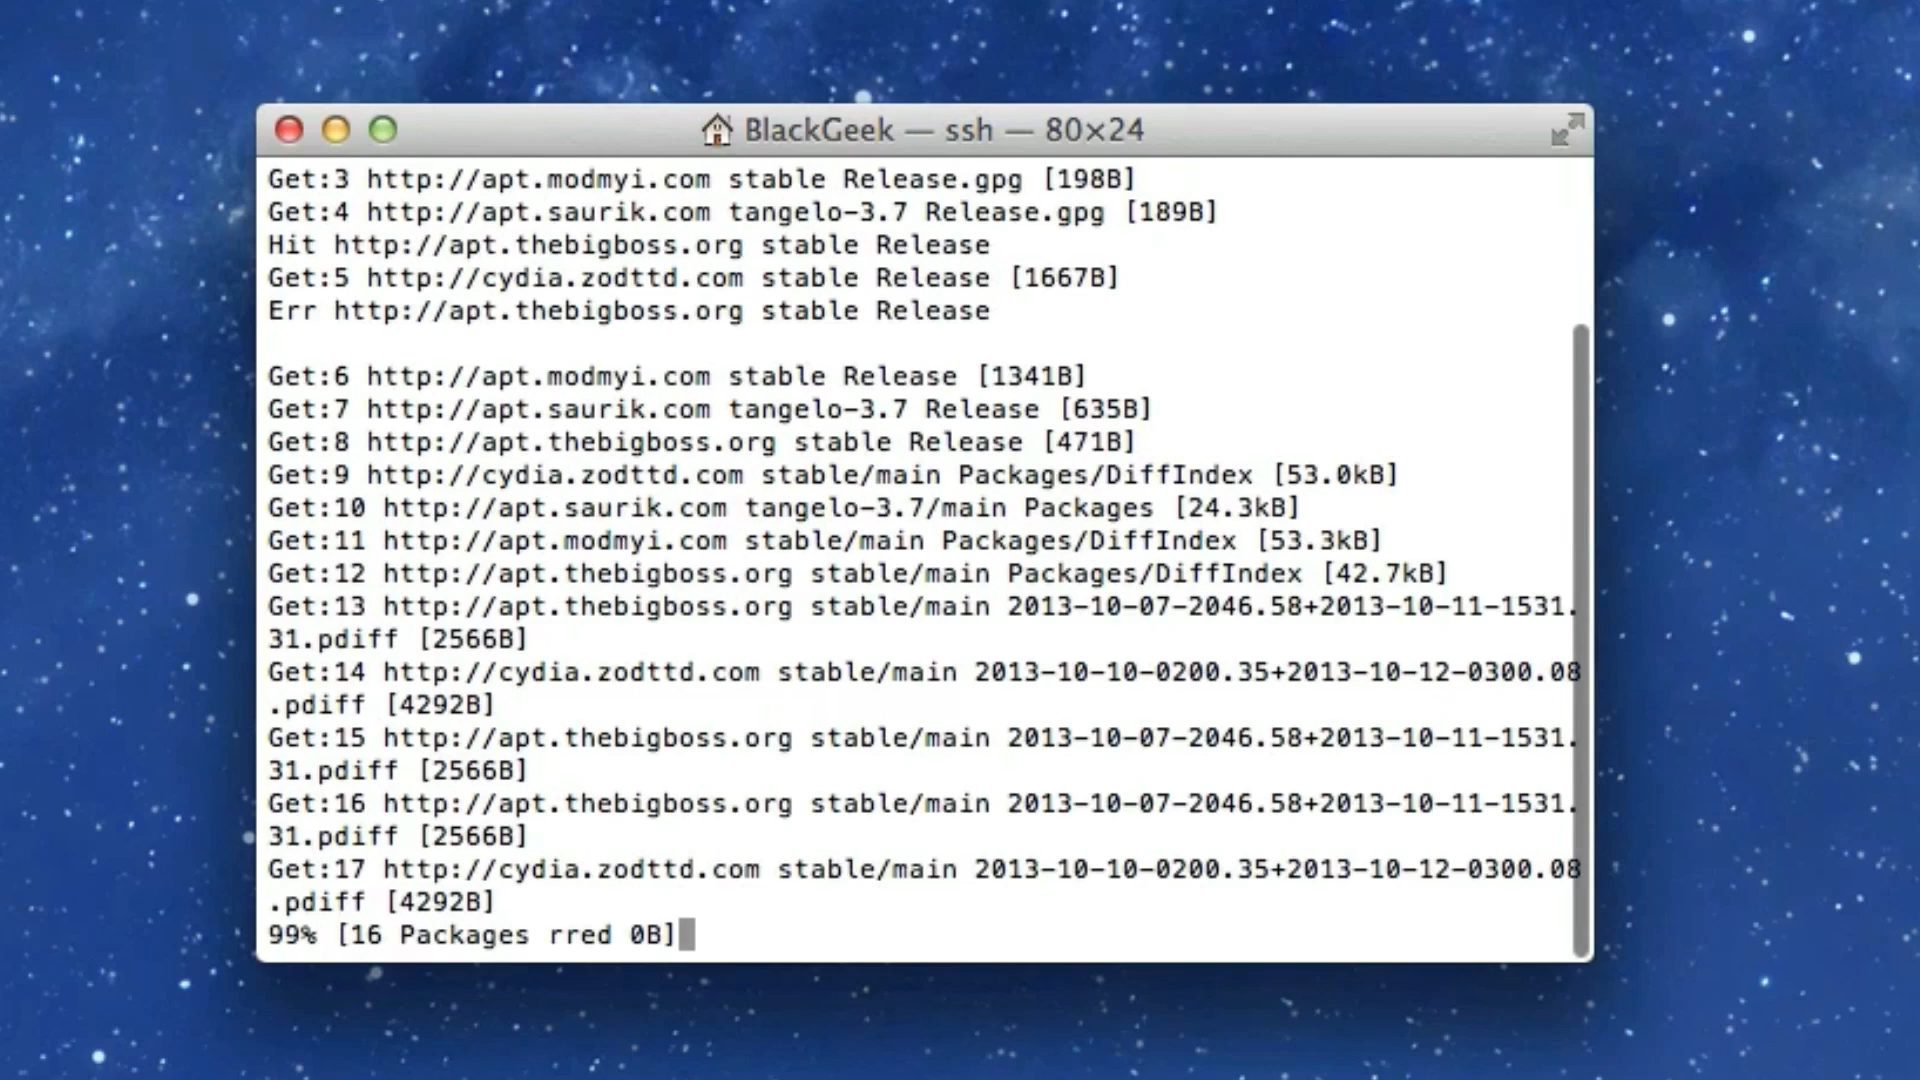 BlackGeek — ssh — 80×24
Get:3 http://apt.modmyi.com stable Release.gpg [198B]
Get:4 http://apt.saurik.com tangelo-3.7 Release.gpg [189B]
Hit http://apt.thebigboss.org stable Release
Get:5 http://cydia.zodttd.com stable Release [1667B]
Err http://apt.thebigboss.org stable Release
Get:6 http://apt.modmyi.com stable Release [1341B]
Get:7 http://apt.saurik.com tangelo-3.7 Release [635B]
Get:8 http://apt.thebigboss.org stable Release [471B]
Get:9 http://cydia.zodttd.com stable/main Packages/DiffIndex [53.0kB]
Get:10 http://apt.saurik.com tangelo-3.7/main Packages [24.3kB]
Get:11 http://apt.modmyi.com stable/main Packages/DiffIndex [53.3kB]
Get:12 http://apt.thebigboss.org stable/main Packages/DiffIndex [42.7kB]
Get:13 http://apt.thebigboss.org stable/main 2013-10-07-2046.58+2013-10-11-1531.
31.pdiff [2566B]
Get:14 http://cydia.zodttd.com stable/main 2013-10-10-0200.35+2013-10-12-0300.08
.pdiff [4292B]
Get:15 http://apt.thebigboss.org stable/main 2013-10-07-2046.58+2013-10-11-1531.
31.pdiff [2566B]
Get:16 http://apt.thebigboss.org stable/main 2013-10-07-2046.58+2013-10-11-1531.
31.pdiff [2566B]
Get:17 http://cydia.zodttd.com stable/main 2013-10-10-0200.35+2013-10-12-0300.08
.pdiff [4292B]
99% [16 Packages rred 0B]